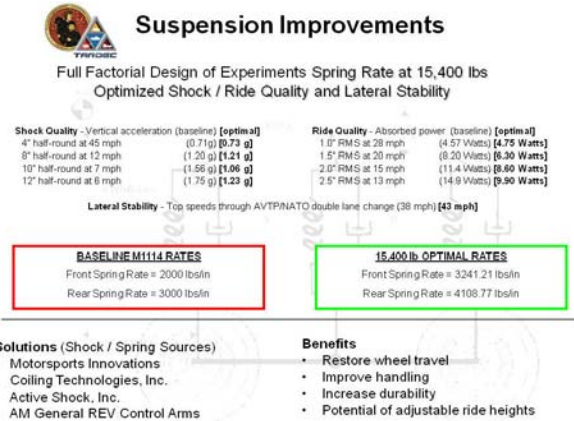 TARDEC
Suspension Improvements
Full Factorial Design of Experiments Spring Rate at 15,400 lbs
Optimized Shock / Ride Quality and Lateral Stability
Shock Quality - Vertical acceleration (baseline) [optimal]
4" half-round at 45 mph (0.71g) [0.73 g]
8" half-round at 12 mph (1.20 g) [1.21 g]
10" half-round at 7 mph (1.56 g) [1.06 g]
12" half-round at 6 mph (1.75 g) [1.23 g]
Ride Quality - Absorbed power (baseline) [optimal]
1.0" RMS at 28 mph (4.57 Watts) [4.75 Watts]
1.5" RMS at 20 mph (8.20 Watts) [6.30 Watts]
2.0" RMS at 15 mph (11.4 Watts) [8.60 Watts]
2.5" RMS at 13 mph (14.9 Watts) [9.90 Watts]
Lateral Stability - Top speeds through AVTP/NATO double lane change (38 mph) [43 mph]
BASELINE M1114 RATES
Front Spring Rate = 2000 lbs/in
Rear Spring Rate = 3000 lbs/in
15,400 lb OPTIMAL RATES
Front Spring Rate = 3241.21 lbs/in
Rear Spring Rate = 4108.77 lbs/in
Solutions (Shock / Spring Sources)
Motorsports Innovations
Coiling Technologies, Inc.
Active Shock, Inc.
AM General REV Control Arms
Benefits
• Restore wheel travel
• Improve handling
• Increase durability
• Potential of adjustable ride heights